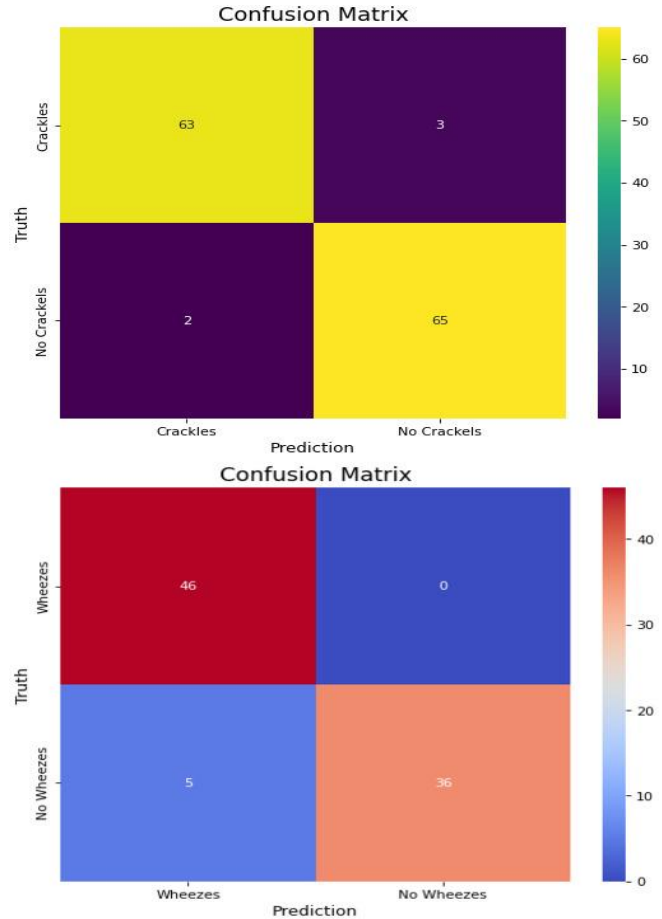 Confusion Matrix
Crackles
63
3
60
50
40
30
20
10
Truth
No Crackels
2
65
Crackles
No Crackels
Prediction
Confusion Matrix
Wheezes
46
0
40
30
20
10
0
Truth
No Wheezes
5
36
Wheezes
No Wheezes
Prediction